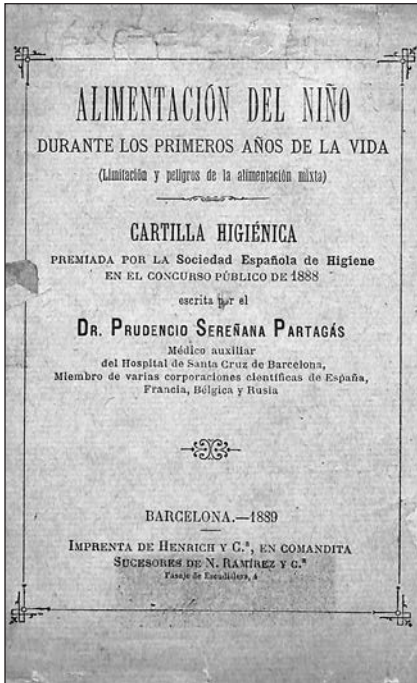 ALIMENTACIÓN DEL NIÑO
DURANTE LOS PRIMEROS AÑOS DE LA VIDA
(Limitación y peligros de la alimentación mixta)
CARTILLA HIGIÉNICA
PREMIADA POR LA Sociedad Española de Higiene
EN EL CONCURSO PÚBLICO DE 1888
escrita por el
DR. PRUDENCIO SEREÑANA PARTAGÁS
Médico auxiliar
del Hospital de Santa Cruz de Barcelona,
Miembro de varias corporaciones científicas de España,
Francia, Bélgica y Rusia
BARCELONA.—1889
IMPRENTA DE HENRICH Y C.ª, EN COMANDITA
SUCESORES DE N. RAMÍREZ Y C.ª
Pasaje de Escudillers, 4